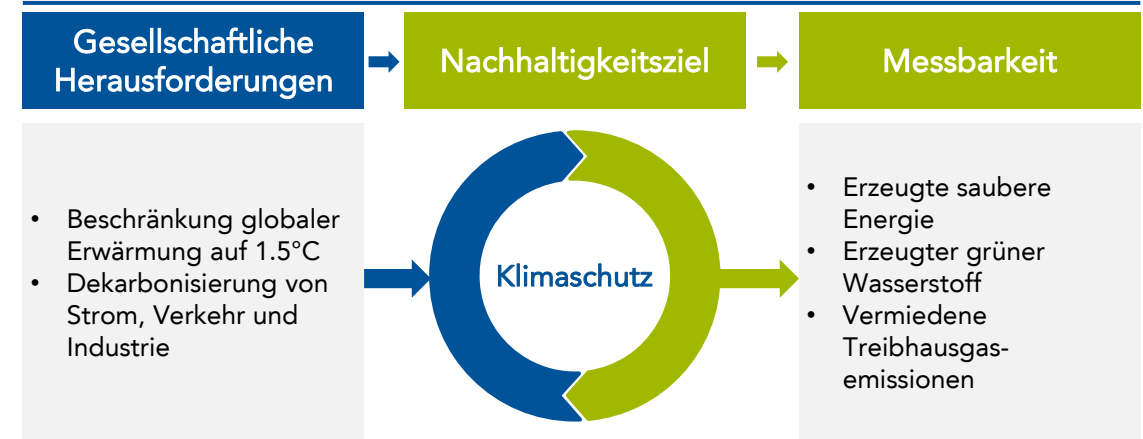 Gesellschaftliche
Herausforderungen
Nachhaltigkeitsziel
Messbarkeit
• Beschränkung globaler
Erwärmung auf 1.5°C
• Dekarbonisierung von
Strom, Verkehr und
Industrie
Klimaschutz
• Erzeugte saubere
Energie
• Erzeugter grüner
Wasserstoff
• Vermiedene
Treibhausgas-
emissionen